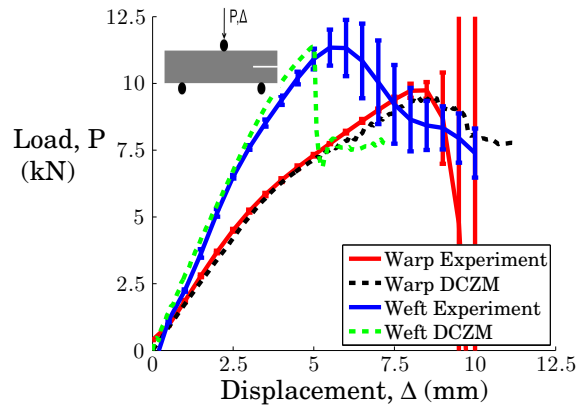 P,Δ
12.5
10
7.5
5
2.5
0
Load, P
(kN)
0
2.5
5
7.5
10
12.5
Displacement, Δ (mm)
Warp Experiment
Warp DCZM
Weft Experiment
Weft DCZM